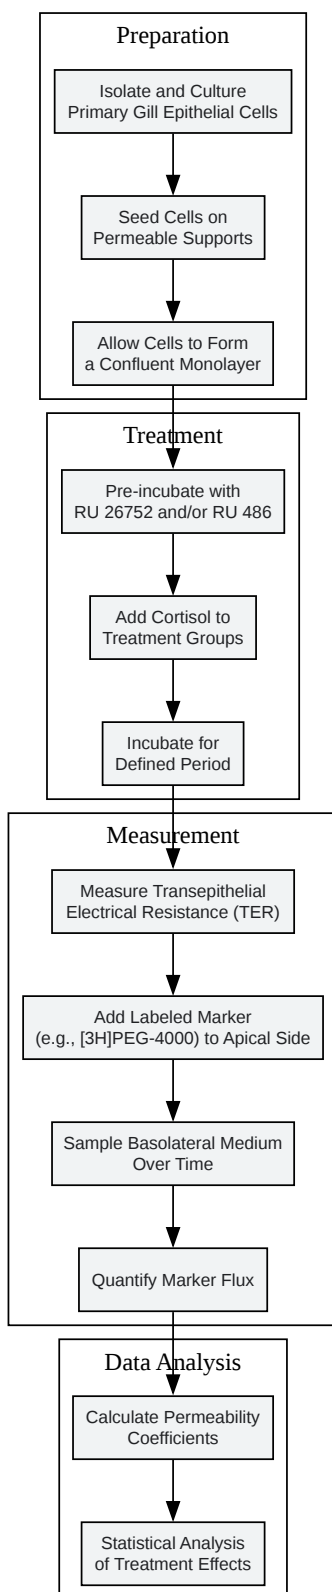 Preparation
Isolate and Culture
Primary Gill Epithelial Cells
Seed Cells on
Permeable Supports
Allow Cells to Form
a Confluent Monolayer
Treatment
Pre-incubate with
RU 26752 and/or RU 486
Add Cortisol to
Treatment Groups
Incubate for
Defined Period
Measurement
Measure Transepithelial
Electrical Resistance (TER)
Add Labeled Marker
(e.g., [3H]PEG-4000) to Apical Side
Sample Basolateral Medium
Over Time
Quantify Marker Flux
Data Analysis
Calculate Permeability
Coefficients
Statistical Analysis
of Treatment Effects